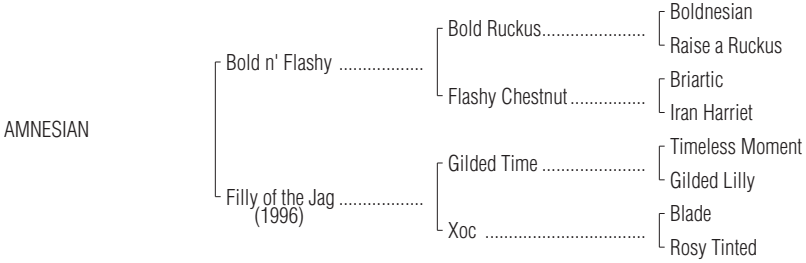 Boldnesian
Bold Ruckus......................
Raise a Ruckus
Bold n' Flashy ..................
Briartic
Flashy Chestnut................
Iran Harriet
AMNESIAN
Timeless Moment
Gilded Time ......................
Gilded Lilly
Filly of the Jag ..................
(1996)
Blade
Xoc ..................................
Rosy Tinted